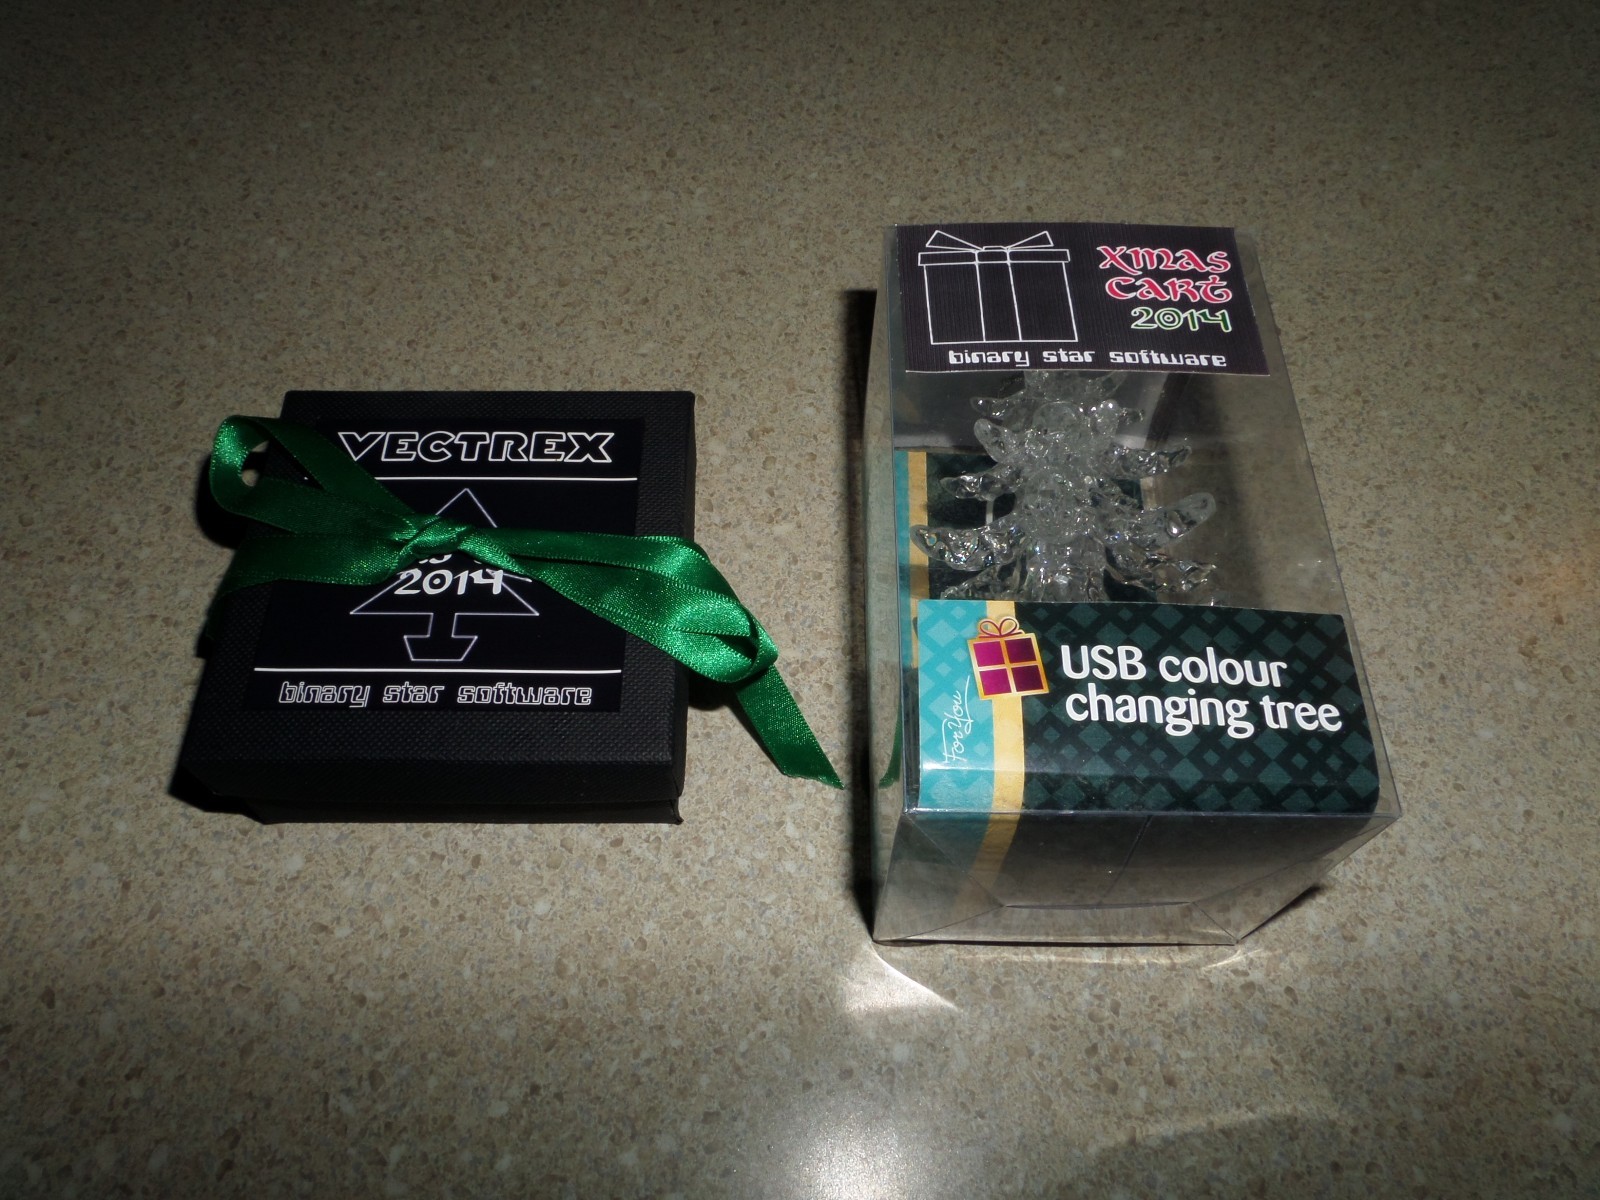 VECTREX
2014
binary star software
XMAS
CART
2014
binary star software
For You
USB colour
changing tree